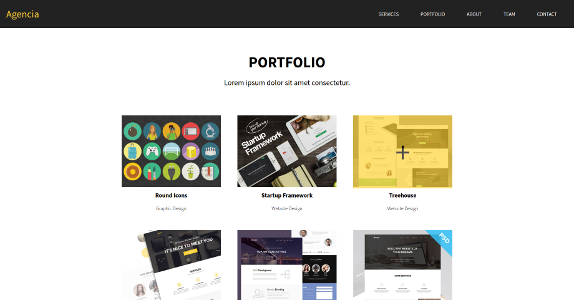 Agencia
SERVICES PORTFOLIO ABOUT TEAM CONTACT
PORTFOLIO
Lorem ipsum dolor sit amet consectetur.
Startup
Framework
+
Round Icons Startup Framework Treehouse
Graphic Design Website Design Website Design
IT'S NICE TO MEET YOU
PSD